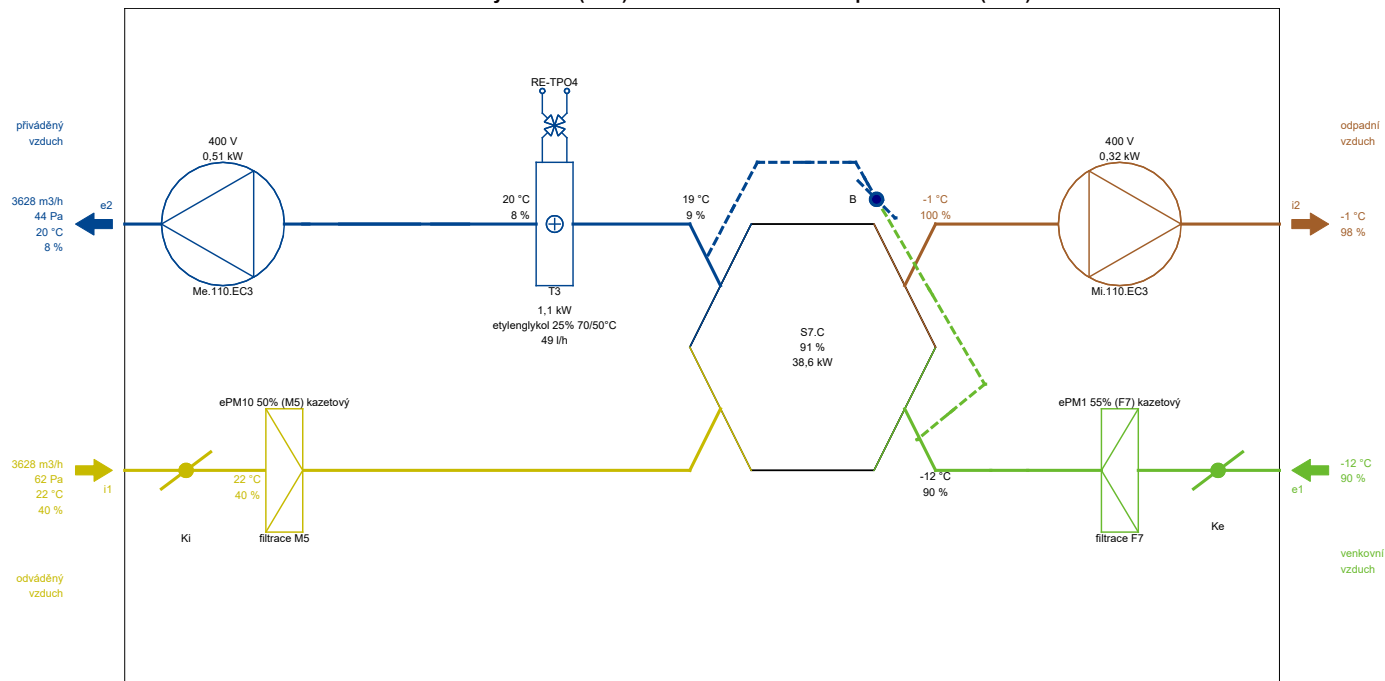 RE-TPO4
přiváděný
vzduch
400 V
0,51 kW
3628 m3/h
44 Pa
20 °C
8 %
e2
Me.110.EC3
20 °C
8 %
T3
1,1 kW
etylenglykol 25% 70/50°C
49 l/h
19 °C
9 %
B
-1 °C
100 %
400 V
0,32 kW
Mi.110.EC3
odpadní
vzduch
i2
-1 °C
98 %
S7.C
91 %
38,6 kW
ePM10 50% (M5) kazetový
3628 m3/h
62 Pa
22 °C
40 %
i1
22 °C
40 %
Ki
filtrace M5
odváděný
vzduch
-12 °C
90 %
ePM1 55% (F7) kazetový
filtrace F7
Ke
e1
-12 °C
90 %
venkovní
vzduch